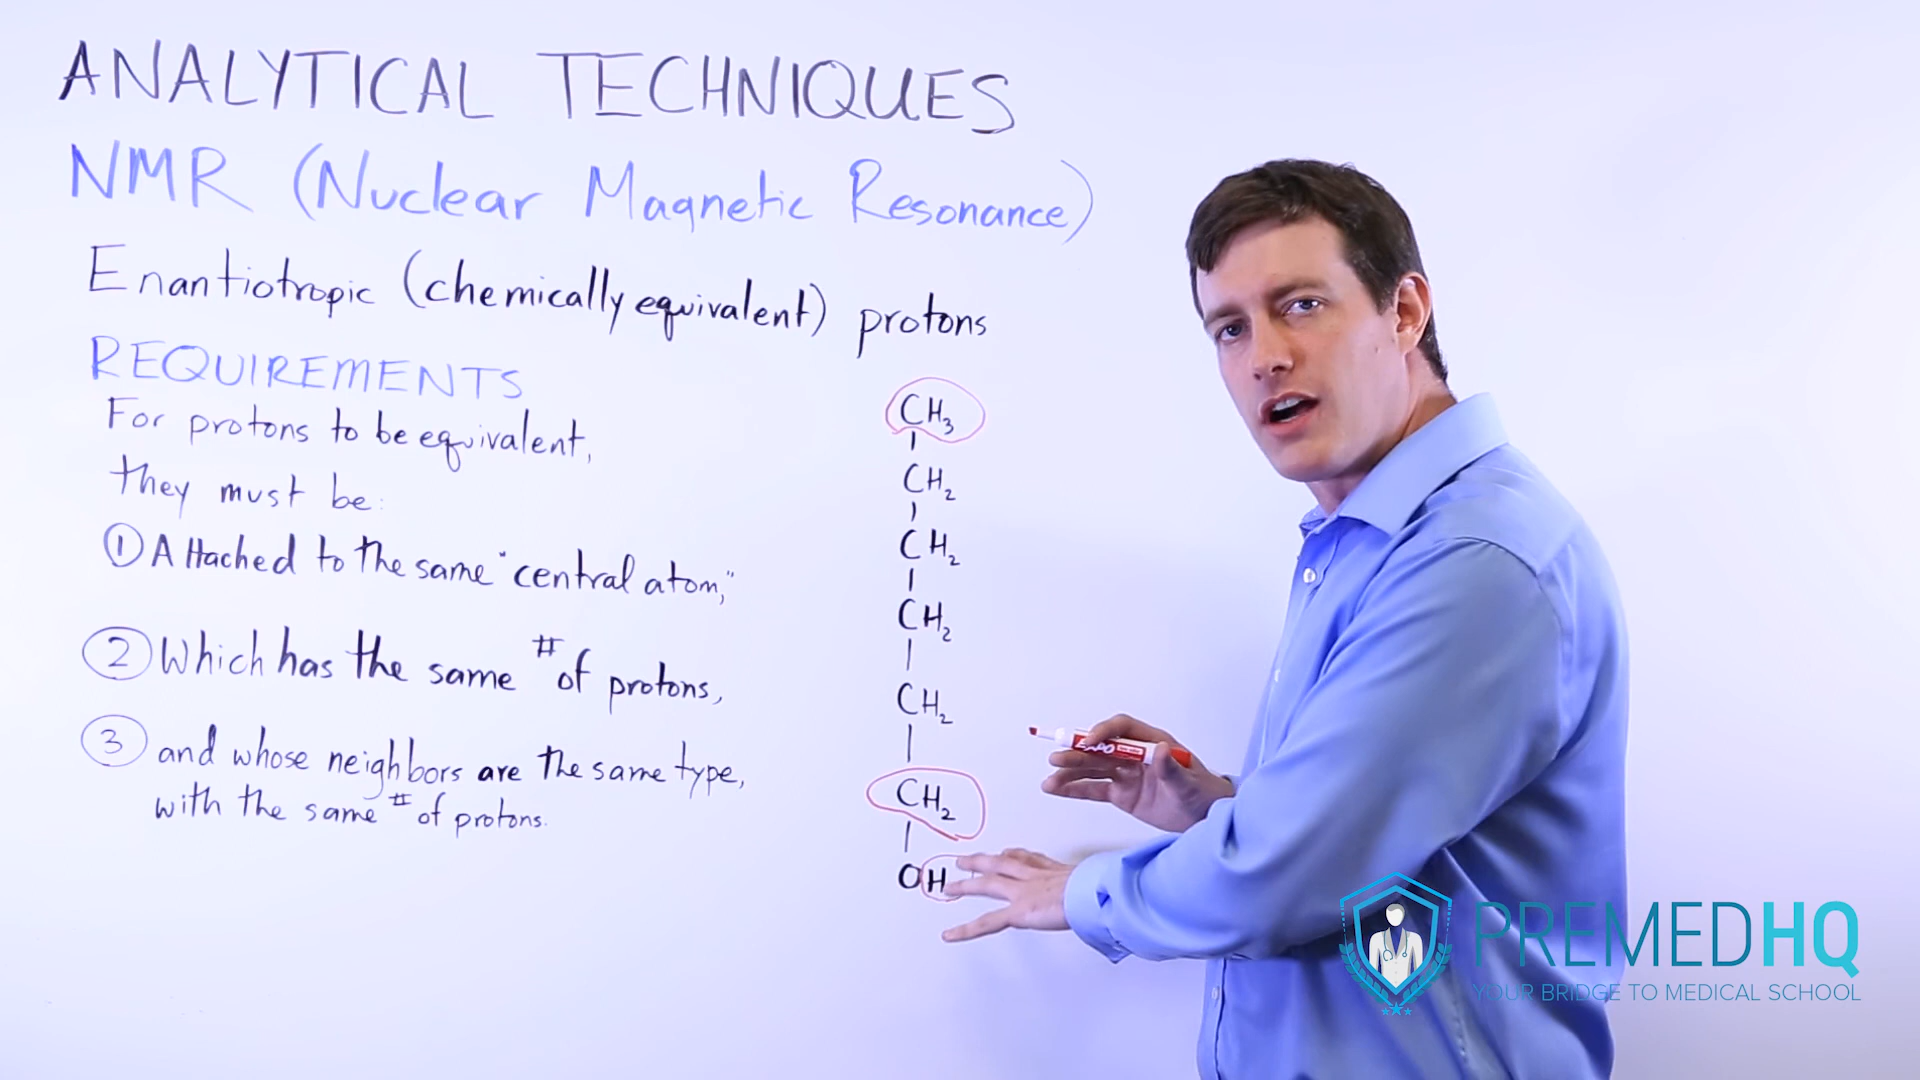 ANALYTICAL TECHNIQUES
NMR (Nuclear Magnetic Resonance)
Enantiotropic (chemically equivalent) protons
REQUIREMENTS
For protons to be equivalent,
they must be:
① Attached to the same "central atom,"
② Which has the same # of protons,
③ and whose neighbors are the same type,
with the same # of protons.
CH₃
CH₂
CH₂
CH₂
CH₂
CH₂
OH
EXPO
PREMEDHQ
YOUR BRIDGE TO MEDICAL SCHOOL